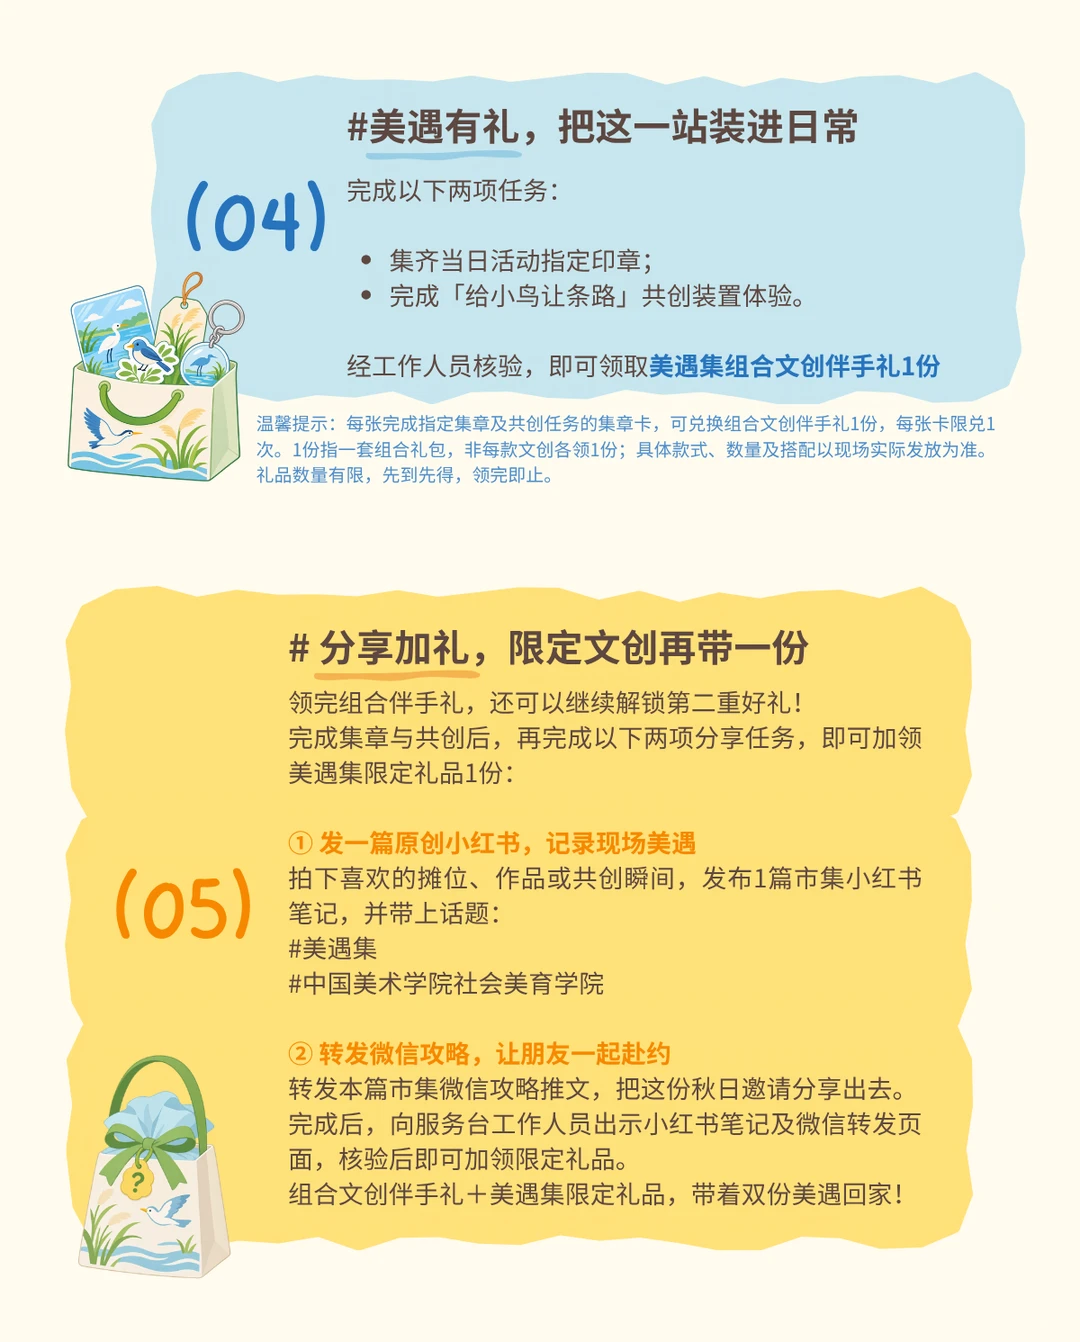 #美遇有礼，把这一站装进日常
(04)
完成以下两项任务：
• 集齐当日活动指定印章；
• 完成「给小鸟让条路」共创装置体验。
经工作人员核验，即可领取美遇集组合文创伴手礼1份
温馨提示：每张完成指定集章及共创任务的集章卡，可兑换组合文创伴手礼1份，每张卡限兑1
次。1份指一套组合礼包，非每款文创各领1份；具体款式、数量及搭配以现场实际发放为准。
礼品数量有限，先到先得，领完即止。
# 分享加礼，限定文创再带一份
领完组合伴手礼，还可以继续解锁第二重好礼！
完成集章与共创后，再完成以下两项分享任务，即可加领
美遇集限定礼品1份：
① 发一篇原创小红书，记录现场美遇
(05)
拍下喜欢的摊位、作品或共创瞬间，发布1篇市集小红书
笔记，并带上话题：
#美遇集
#中国美术学院社会美育学院
② 转发微信攻略，让朋友一起赴约
转发本篇市集微信攻略推文，把这份秋日邀请分享出去。
完成后，向服务台工作人员出示小红书笔记及微信转发页
面，核验后即可加领限定礼品。
组合文创伴手礼＋美遇集限定礼品，带着双份美遇回家！
?